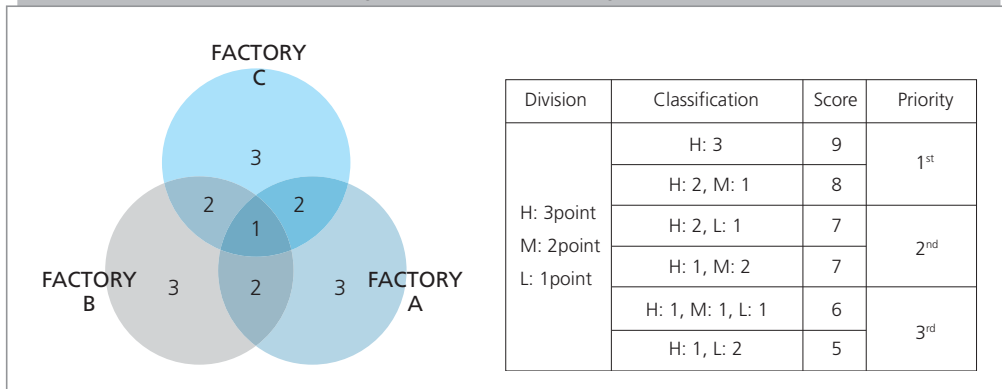 FACTORY
C
3
2
2
1
FACTORY
B
3
2
3
FACTORY
A
Division
Classification
Score
Priority
H: 3point
M: 2point
L: 1point
H: 3
9
1st
H: 2, M: 1
8
H: 2, L: 1
7
2nd
H: 1, M: 2
7
H: 1, M: 1, L: 1
6
3rd
H: 1, L: 2
5